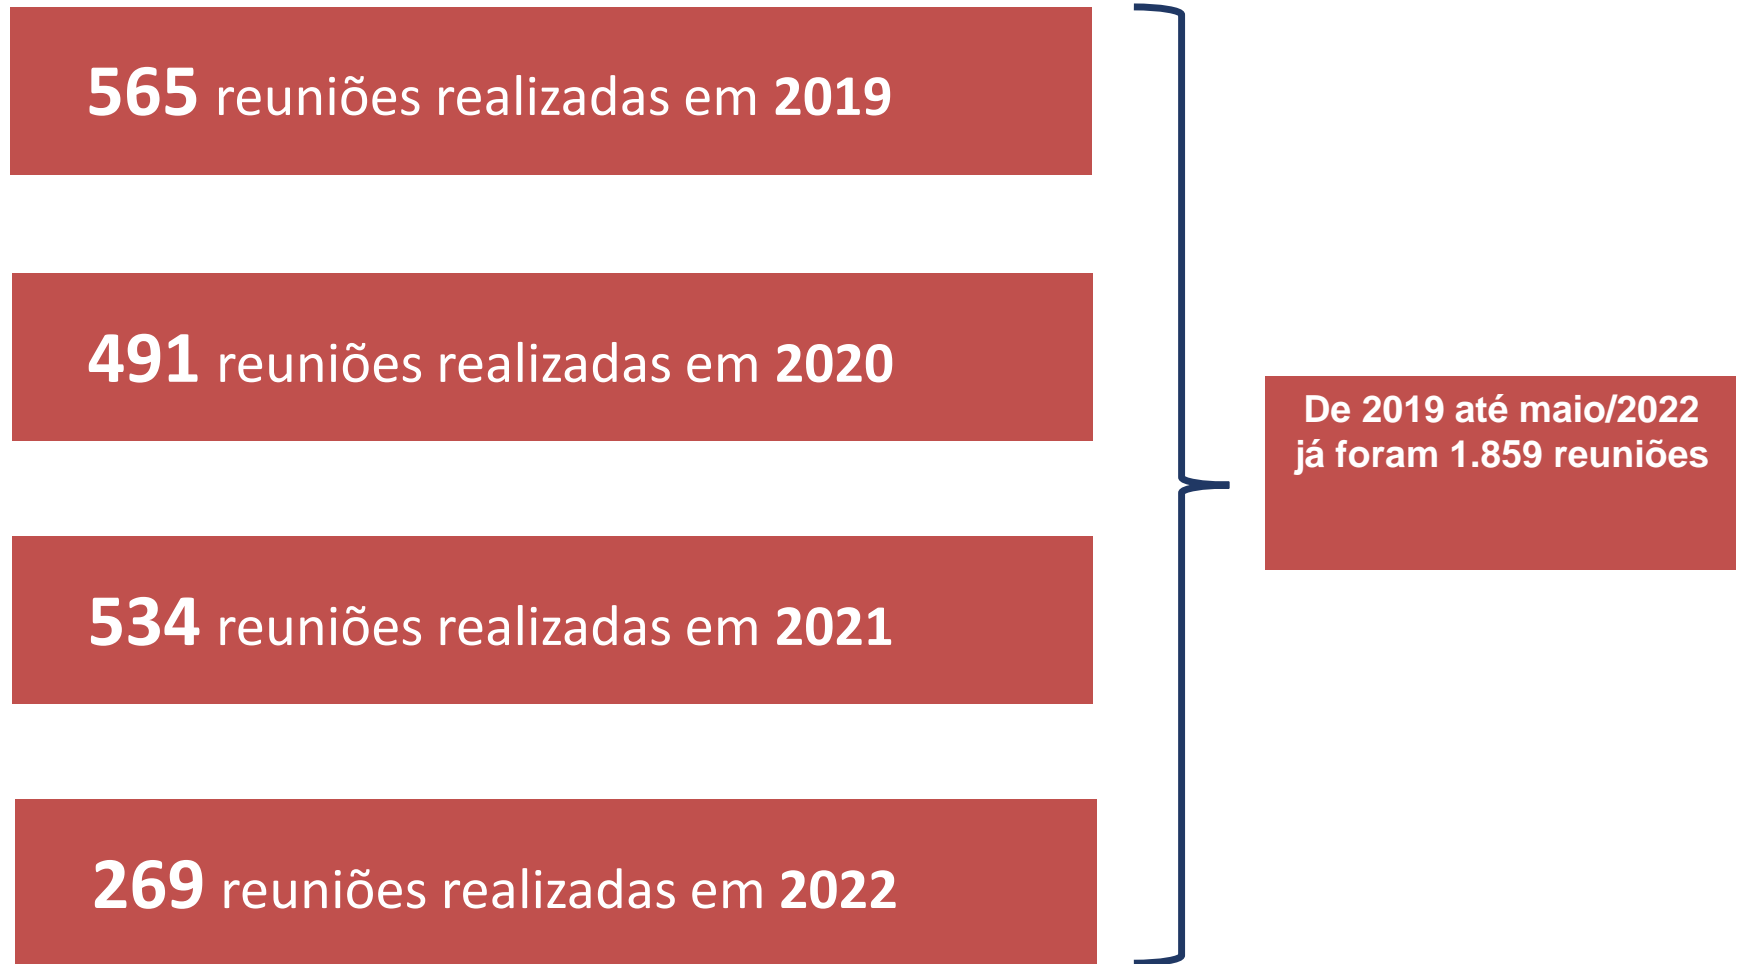 565 reuniões realizadas em 2019
491 reuniões realizadas em 2020
534 reuniões realizadas em 2021
269 reuniões realizadas em 2022
De 2019 até maio/2022
já foram 1.859 reuniões